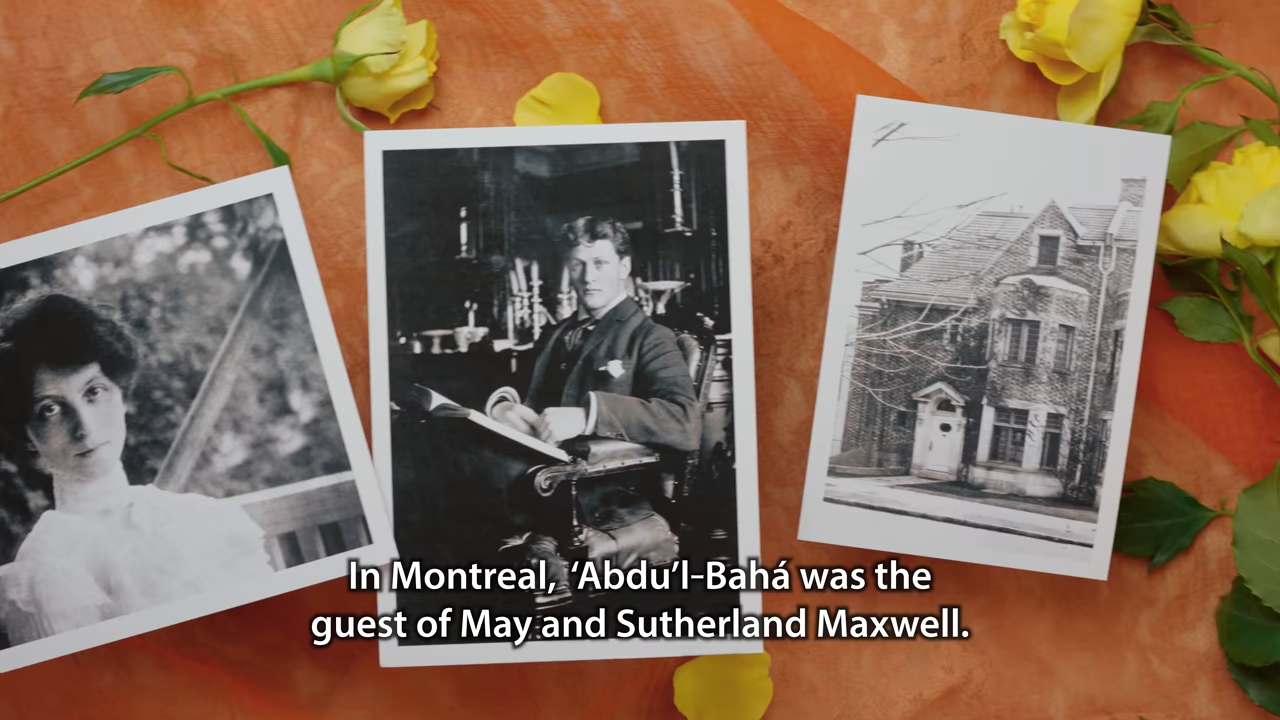 In Montreal, ‘Abdu’l-Bahá was the
guest of May and Sutherland Maxwell.